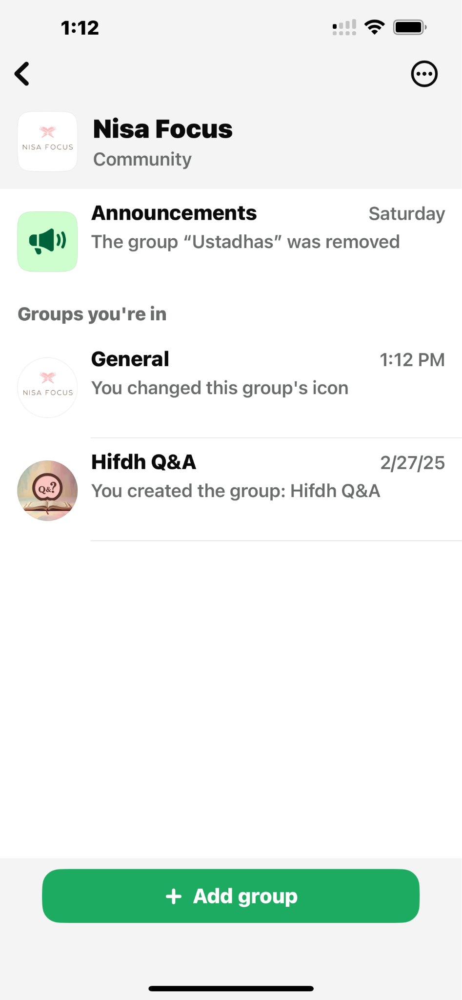 1:12
NISA FOCUS
Nisa Focus
Community
Announcements
Saturday
The group “Ustadhas” was removed
Groups you're in
NISA FOCUS
General
1:12 PM
You changed this group's icon
Q&?
Hifdh Q&A
2/27/25
You created the group: Hifdh Q&A
+ Add group